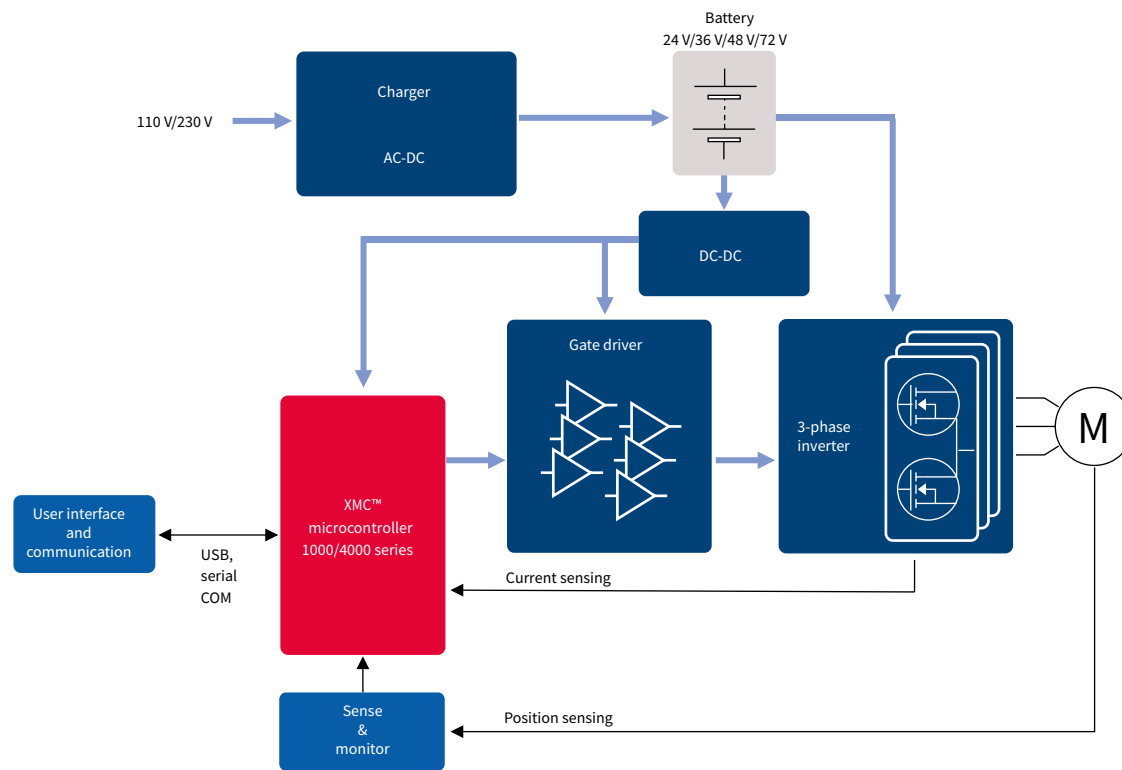 Battery
24 V/36 V/48 V/72 V
Charger
110 V/230 V
AC-DC
DC-DC
Gate driver
3-phase
inverter
M
XMC™
microcontroller
1000/4000 series
User interface
and
communication
USB,
serial
COM
Current sensing
Sense
&
monitor
Position sensing